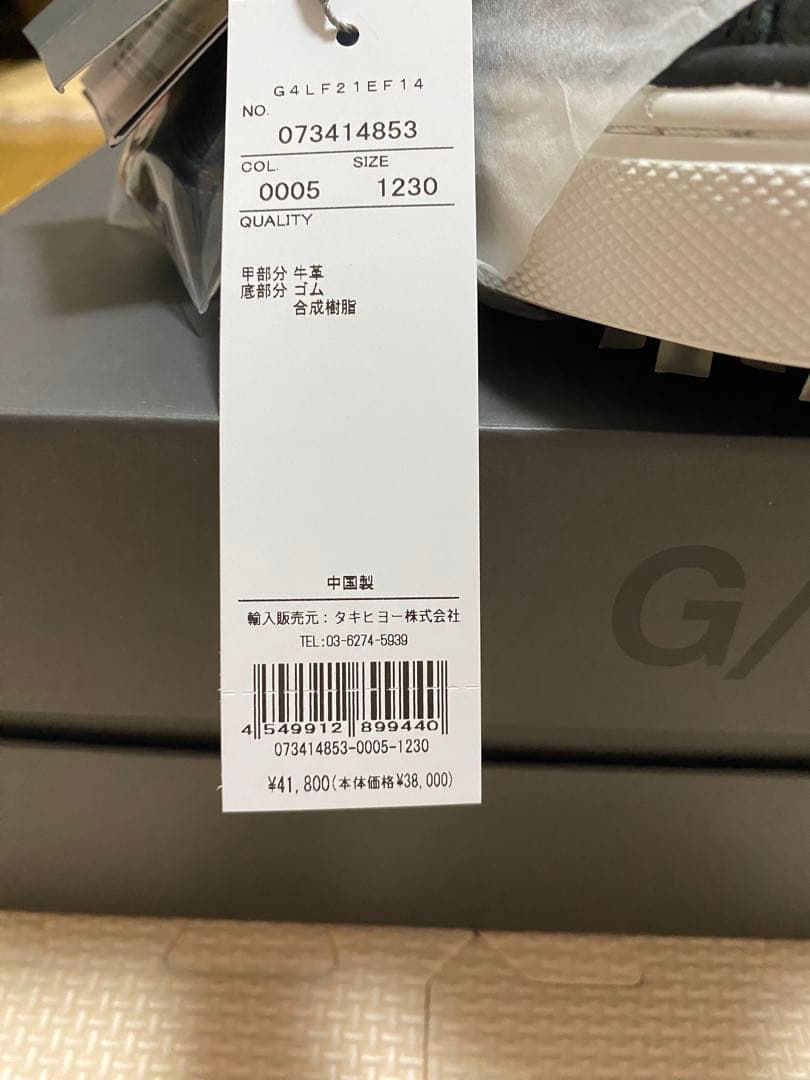 G4LF21EF14
NO.
073414853
COL. SIZE
0005 1230
QUALITY
甲部分 牛革
底部分 ゴム
合成樹脂
中国製
輸入販売元：タキヒヨー株式会社
TEL:03-6274-5939
4 549912 899440
073414853-0005-1230
¥41,800(本体価格¥38,000)
G/